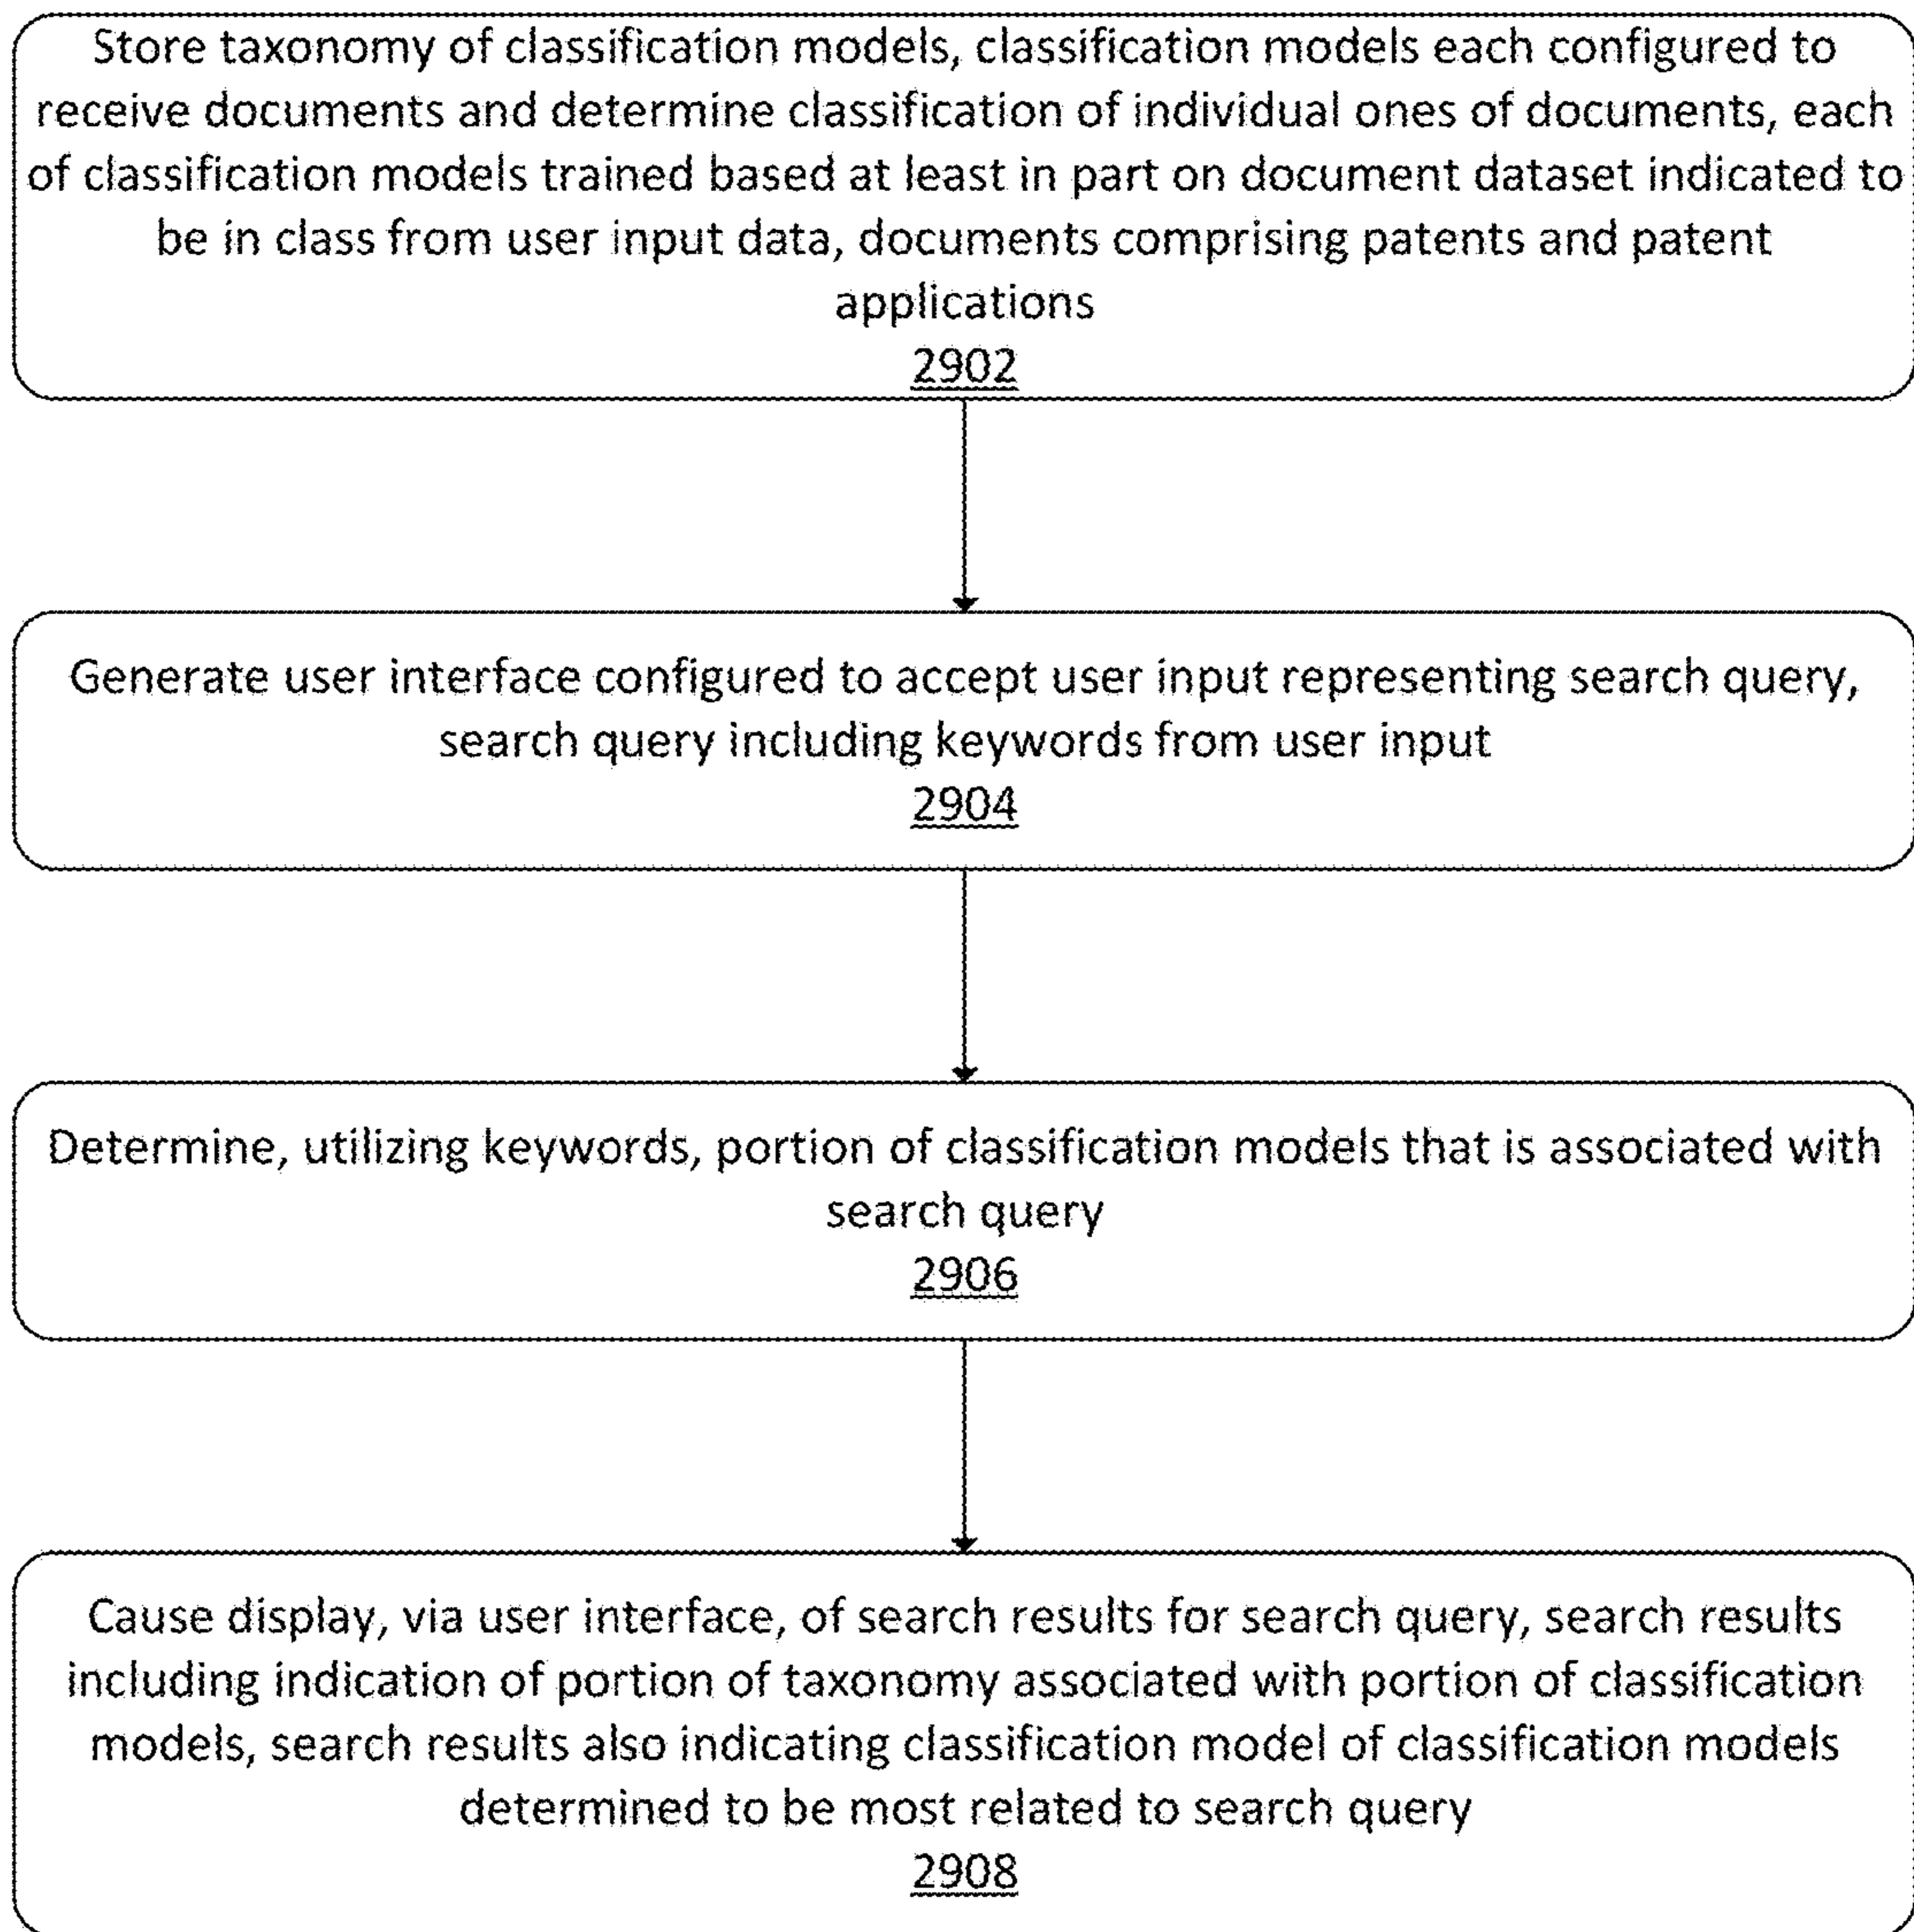 Store taxonomy of classification models, classification models each configured to
receive documents and determine classification of individual ones of documents, each
of classification models trained based at least in part on document dataset indicated to
be in class from user input data, documents comprising patents and patent
applications
2902
Generate user interface configured to accept user input representing search query,
search query including keywords from user input
2904
Determine, utilizing keywords, portion of classification models that is associated with
search query
2906
Cause display, via user interface, of search results for search query, search results
including indication of portion of taxonomy associated with portion of classification
models, search results also indicating classification model of classification models
determined to be most related to search query
2908